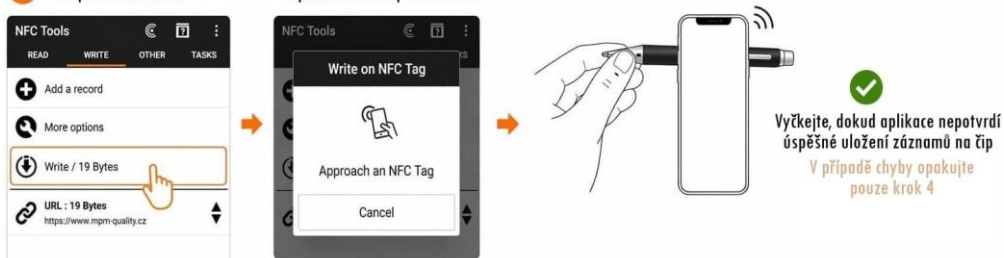 NFC Tools
READ WRITE OTHER TASKS
Add a record
More options
Write / 19 Bytes
URL : 19 Bytes
https://www.mpm-quality.cz
NFC Tools
Write on NFC Tag
Approach an NFC Tag
Cancel
Vyčkejte, dokud aplikace nepotvrdí
úspěšné uložení záznamů na čip
V případě chyby opakujte
pouze krok 4